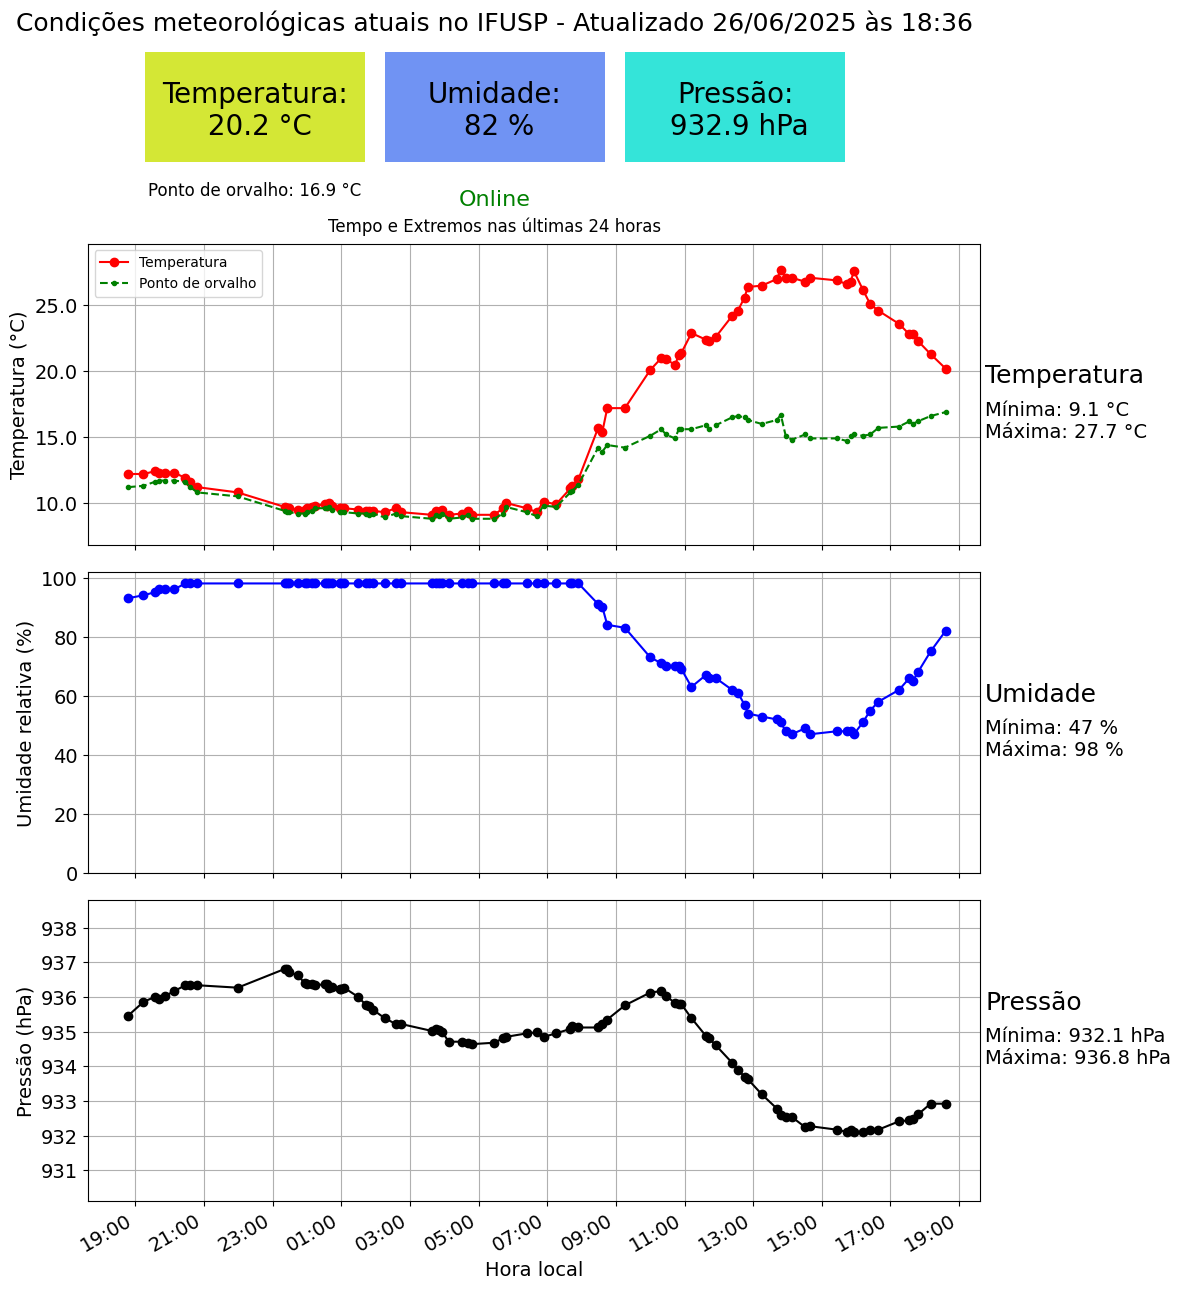 Condições meteorológicas atuais no IFUSP - Atualizado 26/06/2025 às 18:36
Temperatura:
20.2 °C
Umidade:
82 %
Pressão:
932.9 hPa
Ponto de orvalho: 16.9 °C
Online
Tempo e Extremos nas últimas 24 horas
Temperatura
Ponto de orvalho
Temperatura (°C)
25.0
20.0
15.0
10.0
Temperatura
Mínima: 9.1 °C
Máxima: 27.7 °C
Umidade relativa (%)
100
80
60
40
20
0
Umidade
Mínima: 47 %
Máxima: 98 %
Pressão (hPa)
938
937
936
935
934
933
932
931
Pressão
Mínima: 932.1 hPa
Máxima: 936.8 hPa
19:00 21:00 23:00 01:00 03:00 05:00 07:00 09:00 11:00 13:00 15:00 17:00 19:00
Hora local